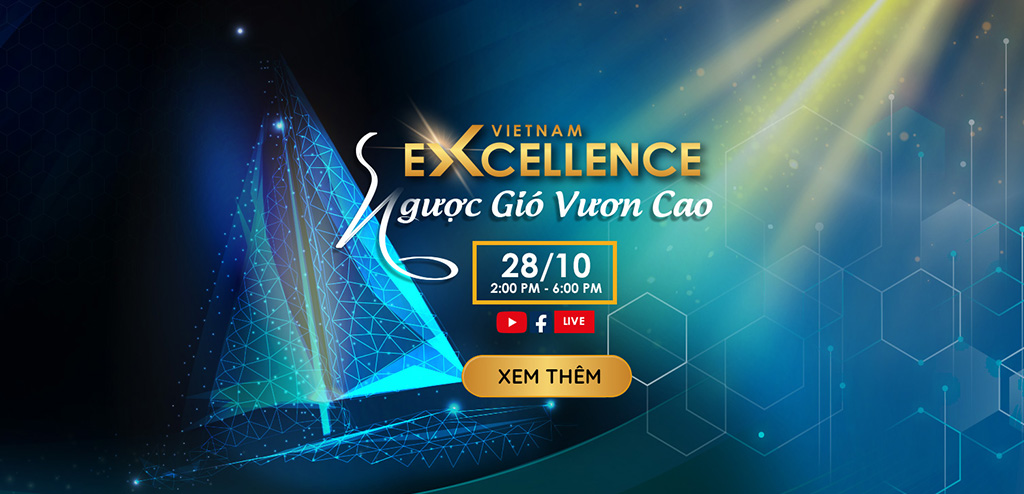 VIETNAM
EXCELLENCE
Ngược Gió Vươn Cao
28/10
2:00 PM - 6:00 PM
f LIVE
XEM THÊM